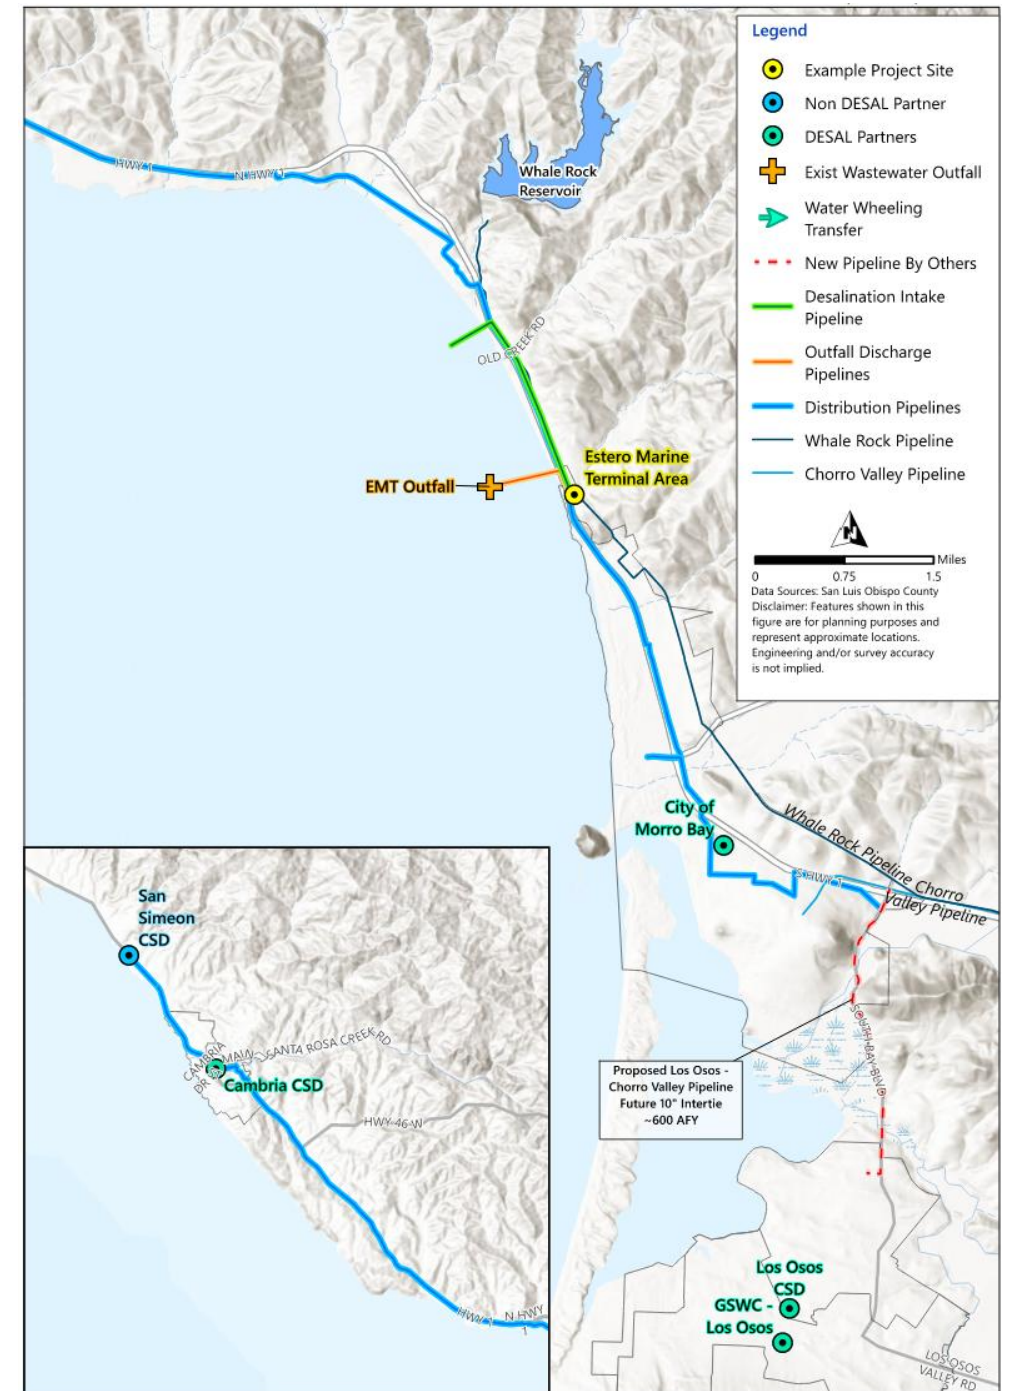 Legend
Example Project Site
Non DESAL Partner
DESAL Partners
Exist Wastewater Outfall
Water Wheeling
Transfer
New Pipeline By Others
Desalination Intake
Pipeline
Outfall Discharge
Pipelines
Distribution Pipelines
Whale Rock Pipeline
Chorro Valley Pipeline
N
Miles
0 0.75 1.5
Data Sources: San Luis Obispo County
Disclaimer: Features shown in this
figure are for planning purposes and
represent approximate locations.
Engineering and/or survey accuracy
is not implied.
HWY 1
N HWY 1
Whale Rock
Reservoir
OLD CREEK RD
Estero Marine
Terminal Area
EMT Outfall
City of
Morro Bay
Whale Rock Pipeline Chorro
Valley Pipeline
S HWY 1
SOUTH BAY BLVD
Proposed Los Osos -
Chorro Valley Pipeline
Future 10" Intertie
~600 AFY
Los Osos
CSD
GSWC -
Los Osos
LOS OSOS
VALLEY RD
San
Simeon
CSD
CAMBRIA
DR
MAIN
SANTA ROSA CREEK RD
Cambria CSD
HWY 46 W
HWY 1
N HWY
1